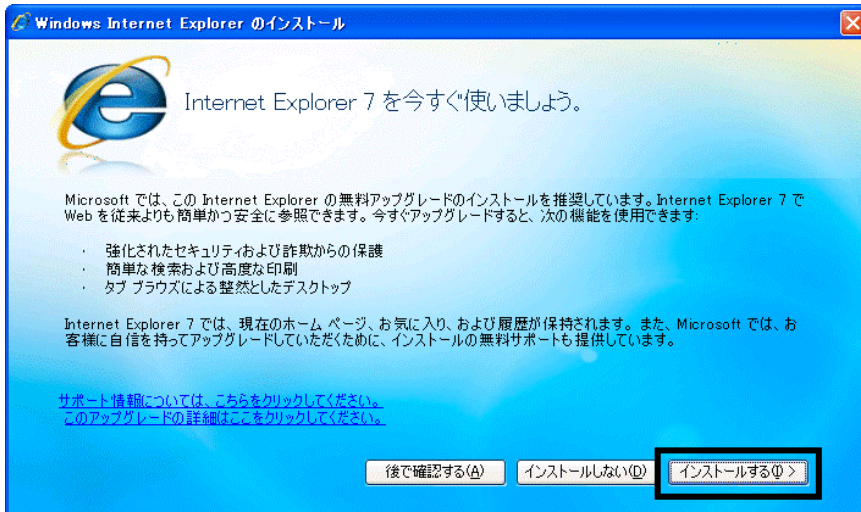 Windows Internet Explorer のインストール
Internet Explorer 7 を今すぐ使いましょう。
Microsoft では、この Internet Explorer の無料アップグレードのインストールを推奨しています。Internet Explorer 7 で
Web を従来よりも簡単かつ安全に参照できます。今すぐアップグレードすると、次の機能を使用できます:
・ 強化されたセキュリティおよび詐欺からの保護
・ 簡単な検索および高度な印刷
・ タブ ブラウズによる整然としたデスクトップ
Internet Explorer 7 では、現在のホーム ページ、お気に入り、および履歴が保持されます。また、Microsoft では、お
客様に自信を持ってアップグレードしていただくために、インストールの無料サポートも提供しています。
サポート情報については、こちらをクリックしてください。
このアップグレードの詳細はここをクリックしてください。
後で確認する(A) インストールしない(D) インストールする(I) >